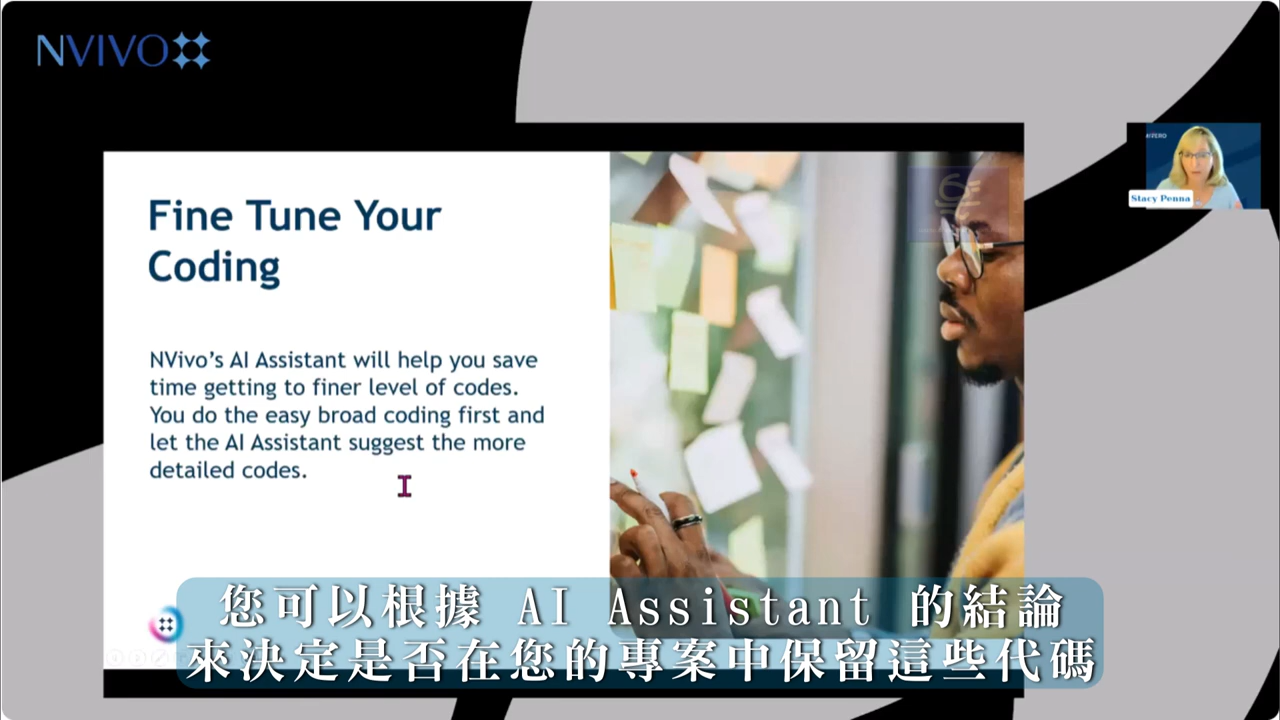 NVIVO
Fine Tune Your
Coding
NVivo's AI Assistant will help you save
time getting to finer level of codes.
You do the easy broad coding first and
let the AI Assistant suggest the more
detailed codes.
Stacy Penna
您可以根據 AI Assistant 的結論
來決定是否在您的專案中保留這些代碼